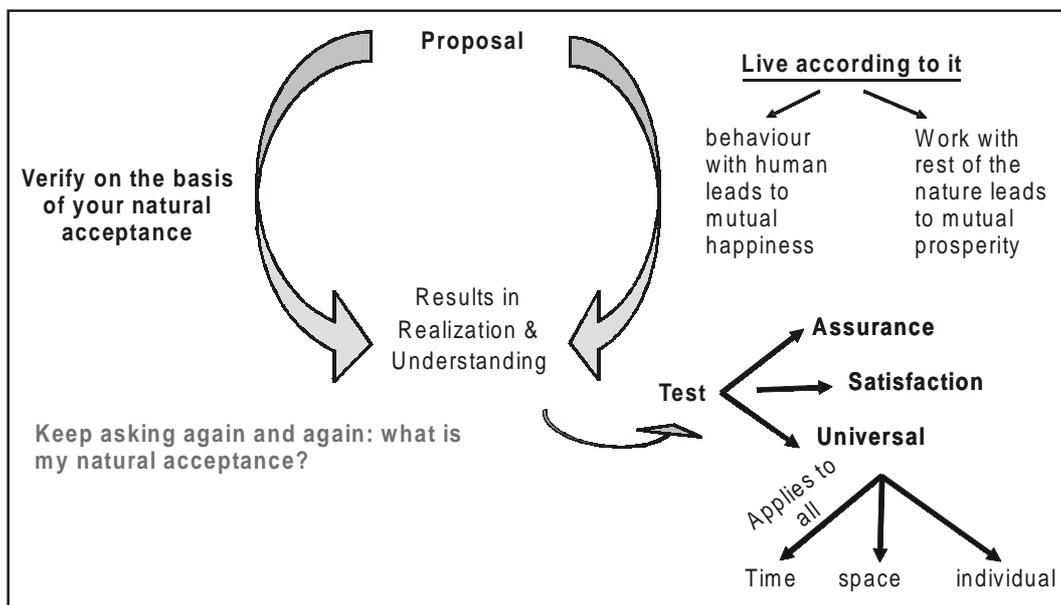 Proposal
Live according to it
behaviour
with human
leads to
mutual
happiness
Work with
rest of the
nature leads
to mutual
prosperity
Verify on the basis
of your natural
acceptance
Results in
Realization &
Understanding
Test
Assurance
Satisfaction
Universal
Keep asking again and again: what is
my natural acceptance?
Applies to
all
Time
space
individual